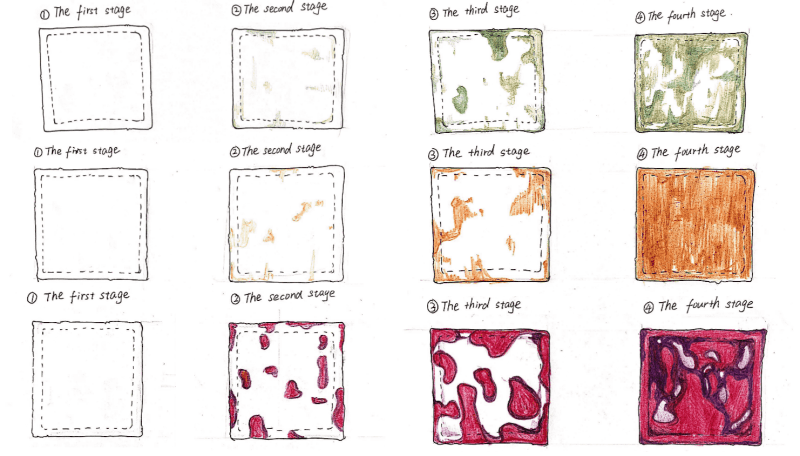 ① The first stage
② The second stage
③ The third stage
④ The fourth stage.
① The first stage
② The second stage
③ The third stage
④ The fourth stage
① The first stage
② The second stage
③ The third stage
④ The fourth stage